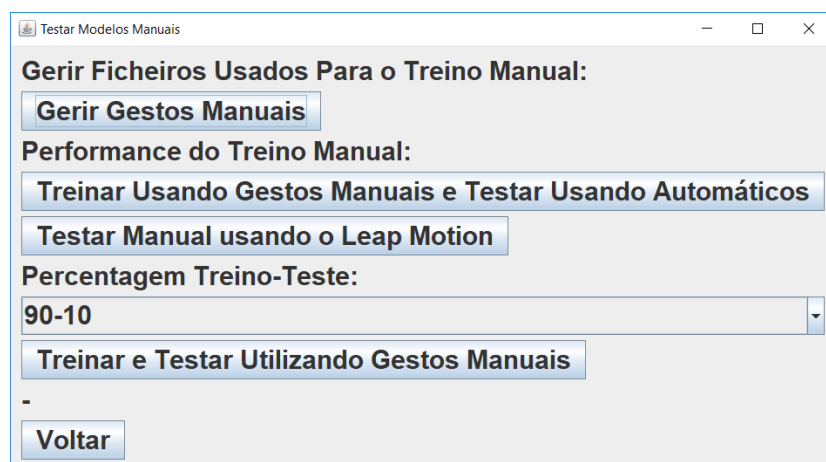 Testar Modelos Manuais
Gerir Ficheiros Usados Para o Treino Manual:
Gerir Gestos Manuais
Performance do Treino Manual:
Treinar Usando Gestos Manuais e Testar Usando Automáticos
Testar Manual usando o Leap Motion
Percentagem Treino-Teste:
90-10
Treinar e Testar Utilizando Gestos Manuais
-
Voltar